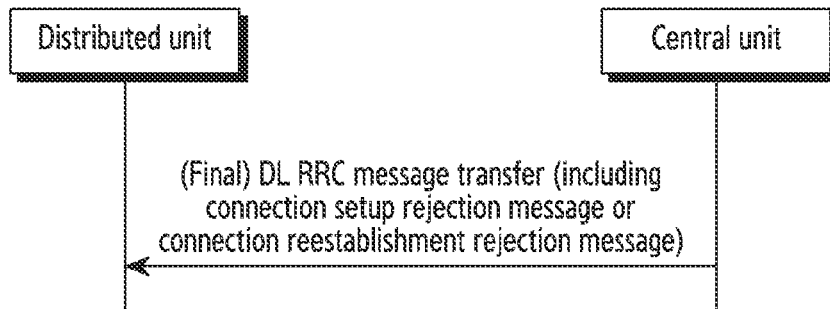 Distributed unit
Central unit
(Final) DL RRC message transfer (including
connection setup rejection message or
connection reestablishment rejection message)